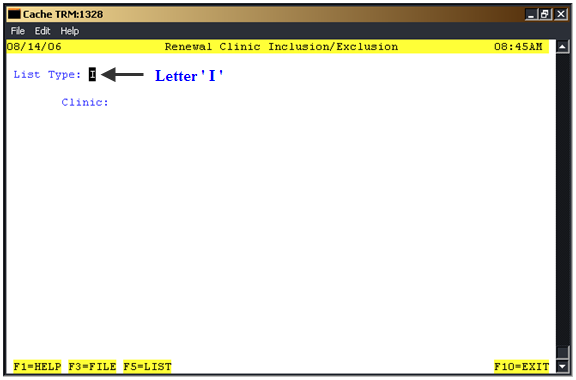 Cache TRM:1328
File Edit Help
08/14/06 Renewal Clinic Inclusion/Exclusion 08:45AM
List Type: I Letter ' I '
Clinic:
F1=HELP F3=FILE F5=LIST F10=EXIT